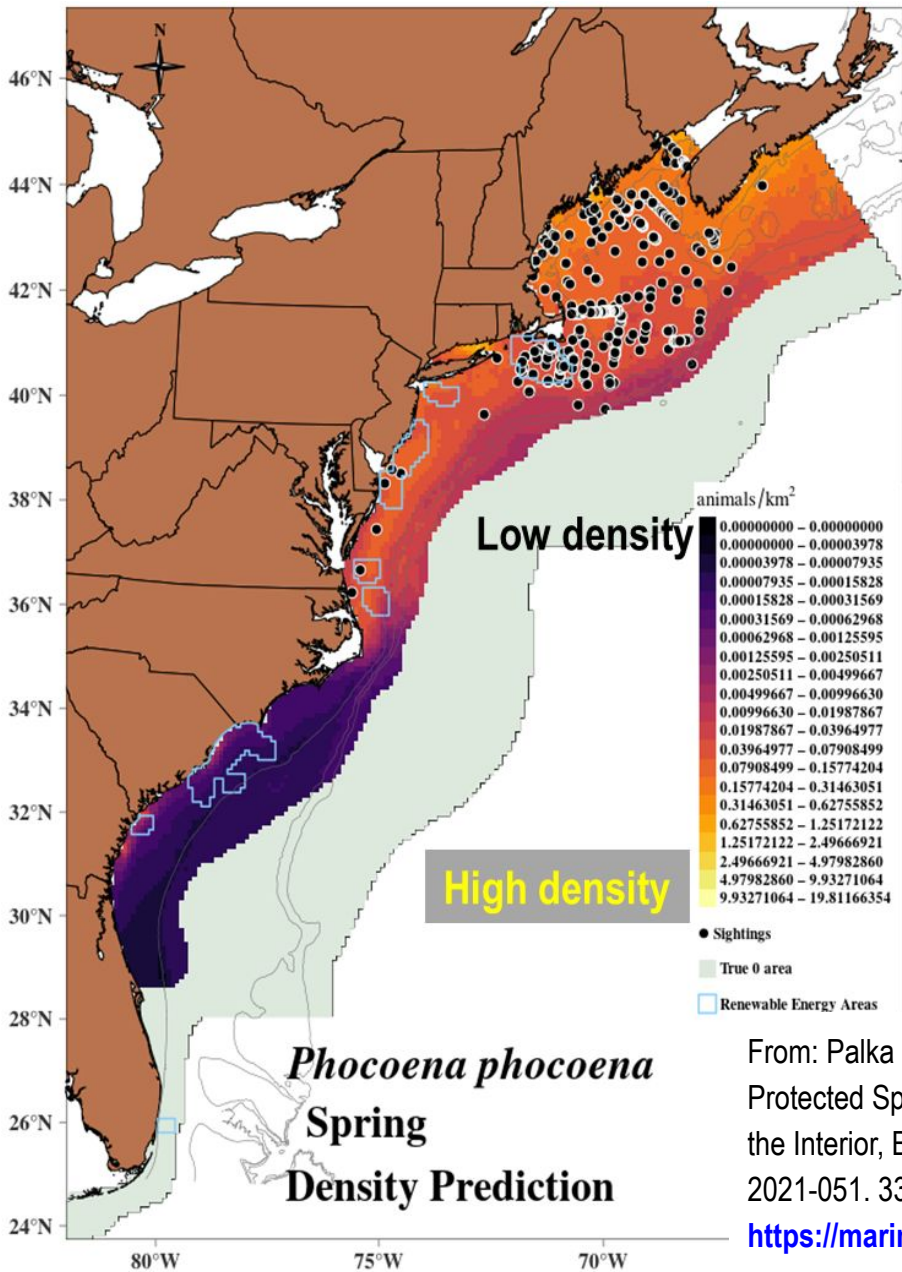 N
46°N
44°N
42°N
40°N
38°N
36°N
34°N
32°N
30°N
28°N
26°N
24°N
80°W
75°W
70°W
Low density
High density
animals/km²
0.00000000 – 0.00000000
0.00000000 – 0.00003978
0.00003978 – 0.00007935
0.00007935 – 0.00015828
0.00015828 – 0.00031569
0.00031569 – 0.00062968
0.00062968 – 0.00125595
0.00125595 – 0.00250511
0.00250511 – 0.00499667
0.00499667 – 0.00996630
0.00996630 – 0.01987867
0.01987867 – 0.03964977
0.03964977 – 0.07908499
0.07908499 – 0.15774204
0.15774204 – 0.31463051
0.31463051 – 0.62755852
0.62755852 – 1.25172122
1.25172122 – 2.49666921
2.49666921 – 4.97982860
4.97982860 – 9.93271064
9.93271064 – 19.81166354
Sightings
True 0 area
Renewable Energy Areas
Phocoena phocoena
Spring
Density Prediction
From: Palka
Protected Sp
the Interior, B
2021-051. 33
https://marin